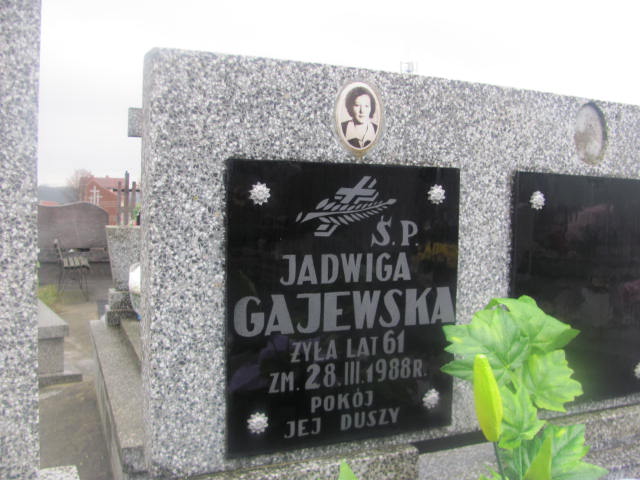 Ś.P.
JADWIGA
GAJEWSKA
ŻYŁA LAT 61
ZM. 28.III.1988R.
POKÓJ
JEJ DUSZY